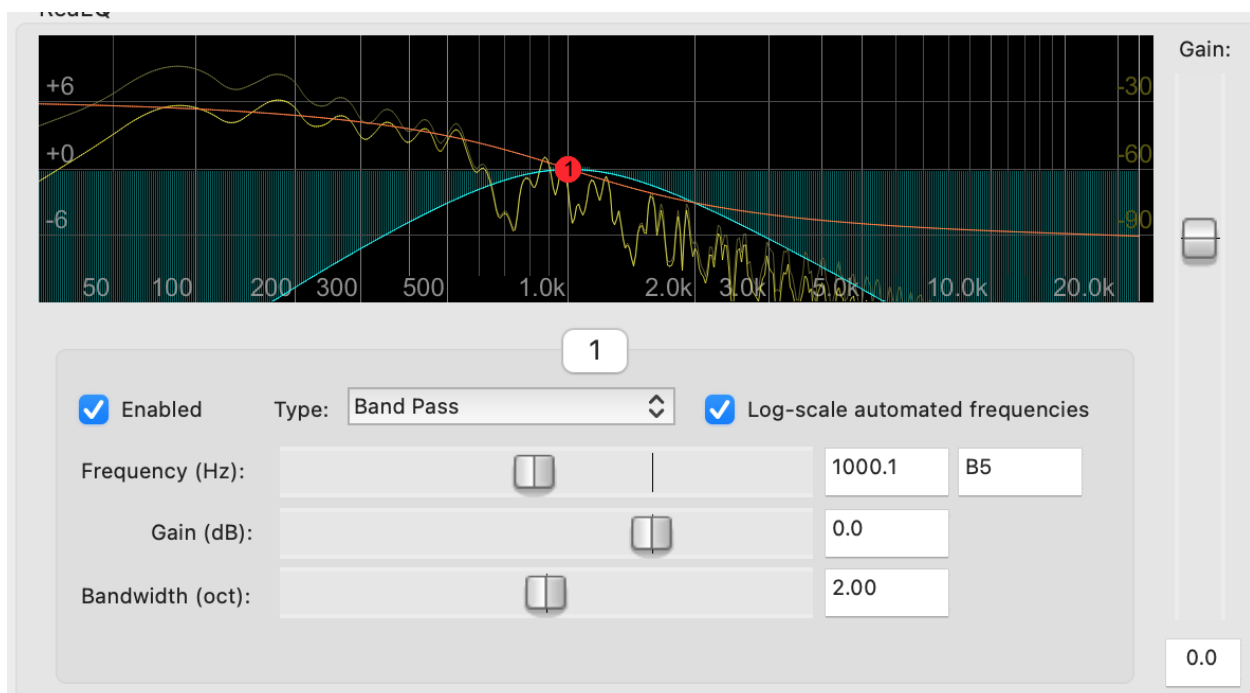 ReaEQ
Gain:
+6
-30
+0
-60
-6
-90
50 100 200 300 500 1.0k 2.0k 3.0k 5.0k 10.0k 20.0k
1
1
Enabled Type: Band Pass Log-scale automated frequencies
Frequency (Hz): 1000.1 B5
Gain (dB): 0.0
Bandwidth (oct): 2.00
0.0